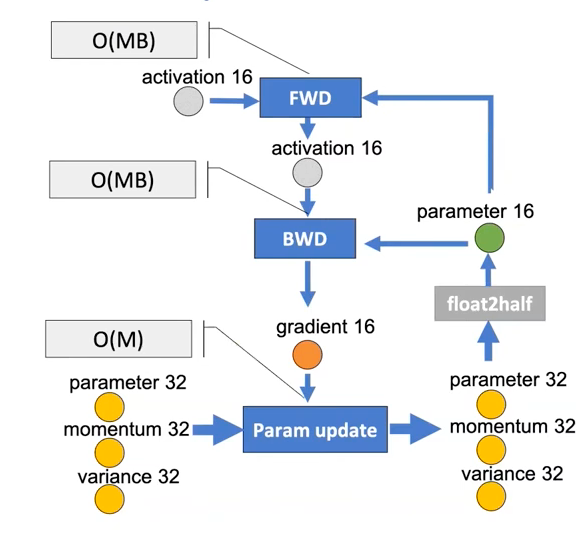 O(MB)
activation 16
FWD
activation 16
O(MB)
parameter 16
BWD
float2half
gradient 16
O(M)
parameter 32
momentum 32
variance 32
Param update
parameter 32
momentum 32
variance 32